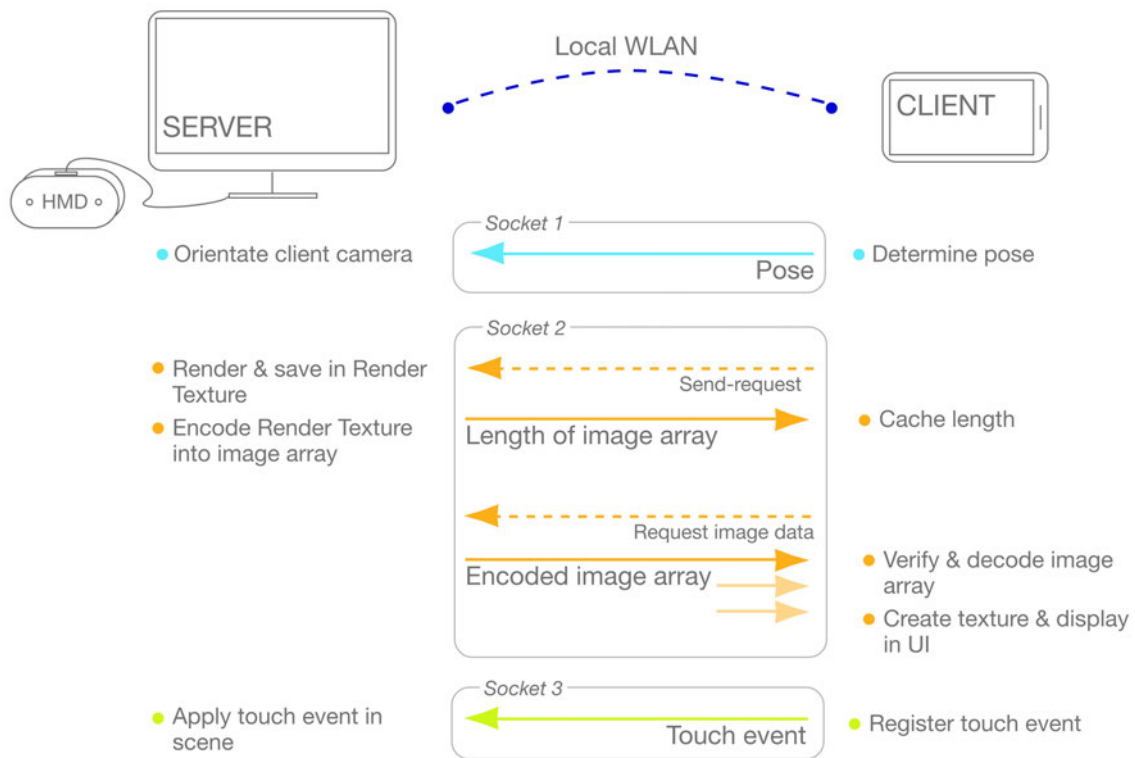 Local WLAN
SERVER
CLIENT
HMD
Socket 1
Orientate client camera
Pose
Determine pose
Socket 2
Render & save in Render
Texture
Send-request
Encode Render Texture
into image array
Length of image array
Cache length
Request image data
Encoded image array
Verify & decode image
array
Create texture & display
in UI
Socket 3
Apply touch event in
scene
Touch event
Register touch event